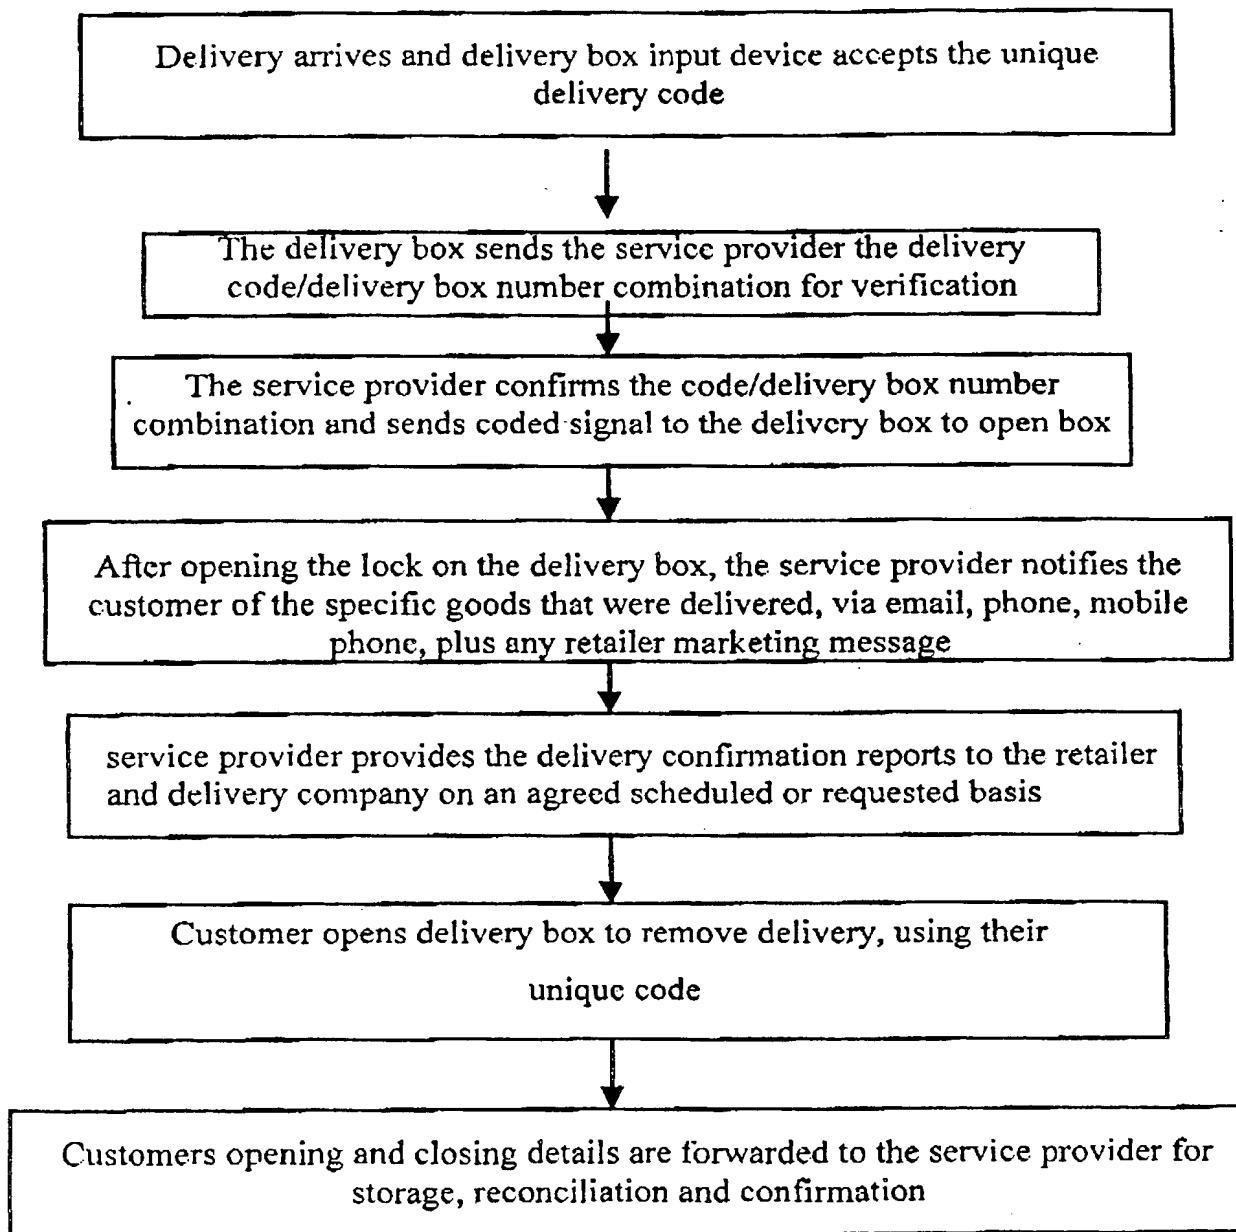 Delivery arrives and delivery box input device accepts the unique
delivery code
The delivery box sends the service provider the delivery
code/delivery box number combination for verification
The service provider confirms the code/delivery box number
combination and sends coded signal to the delivery box to open box
After opening the lock on the delivery box, the service provider notifies the
customer of the specific goods that were delivered, via email, phone, mobile
phone, plus any retailer marketing message
service provider provides the delivery confirmation reports to the retailer
and delivery company on an agreed scheduled or requested basis
Customer opens delivery box to remove delivery, using their
unique code
Customers opening and closing details are forwarded to the service provider for
storage, reconciliation and confirmation